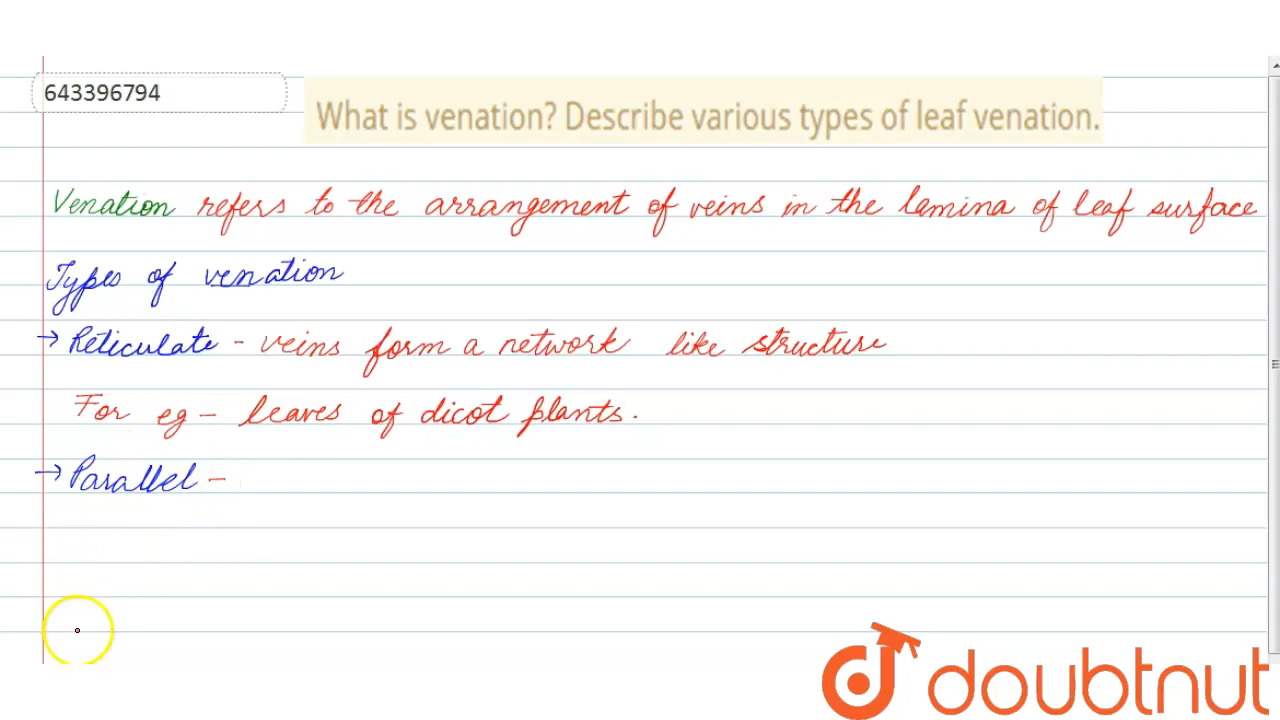 643396794
What is venation? Describe various types of leaf venation.
Venation refers to the arrangement of veins in the lamina of leaf surface
Types of venation
→ Reticulate - veins form a network like structure
For eg - leaves of dicot plants.
→ Parallel -
doubtnut